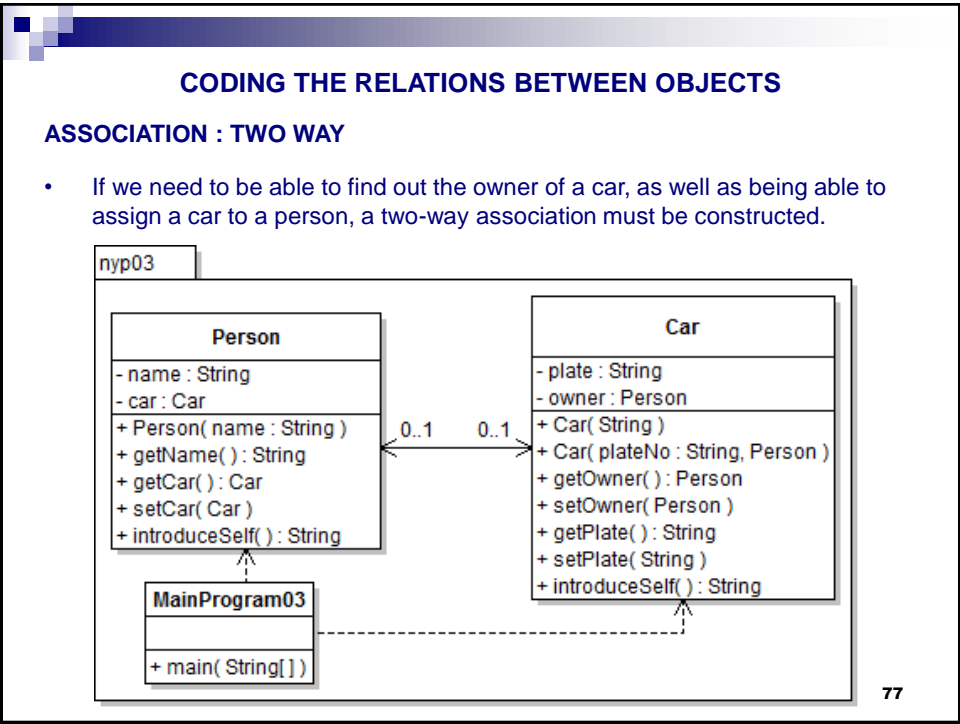 CODING THE RELATIONS BETWEEN OBJECTS
ASSOCIATION : TWO WAY
• If we need to be able to find out the owner of a car, as well as being able to
assign a car to a person, a two-way association must be constructed.
nyp03
Person
- name : String
- car : Car
+ Person( name : String )
+ getName( ) : String
+ getCar( ) : Car
+ setCar( Car )
+ introduceSelf( ) : String
0..1 0..1
Car
- plate : String
- owner : Person
+ Car( String )
+ Car( plateNo : String, Person )
+ getOwner( ) : Person
+ setOwner( Person )
+ getPlate( ) : String
+ setPlate( String )
+ introduceSelf( ) : String
MainProgram03
+ main( String[ ] )
77